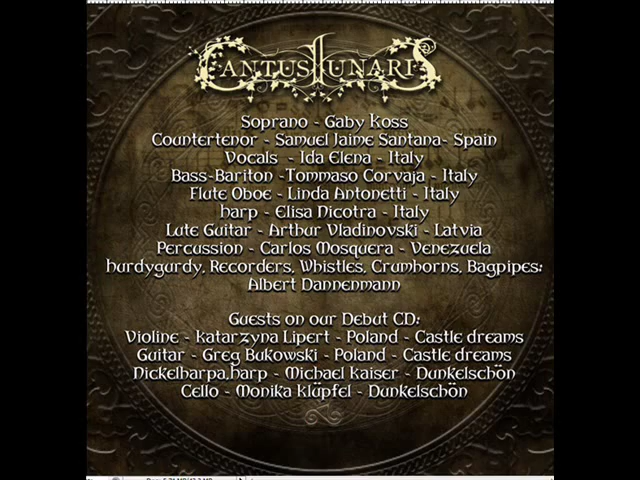 Cantus Lunaris
Soprano - Gaby Koss
Countertenor - Samuel Jaime Santana- Spain
Vocals - Ida Elena - Italy
Bass-Bariton -Tommaso Corvaja - Italy
Flute Oboe - Linda Antonetti - Italy
harp - Elisa Nicotra - Italy
Lute Guitar - Arthur Vladinovski - Latvia
Percussion - Carlos Mosquera - Venezuela
hurdygurdy, Recorders, Whistles, Crumhorns, Bagpipes:
Albert Dannenmann
Guests on our Debut CD:
Violine - Katarzyna Lipert - Poland - Castle dreams
Guitar - Greg Bukowski - Poland - Castle dreams
Nickelharpa,harp - Michael Kaiser - Dunkelschön
Cello - Monika Klüpfel - Dunkelschön